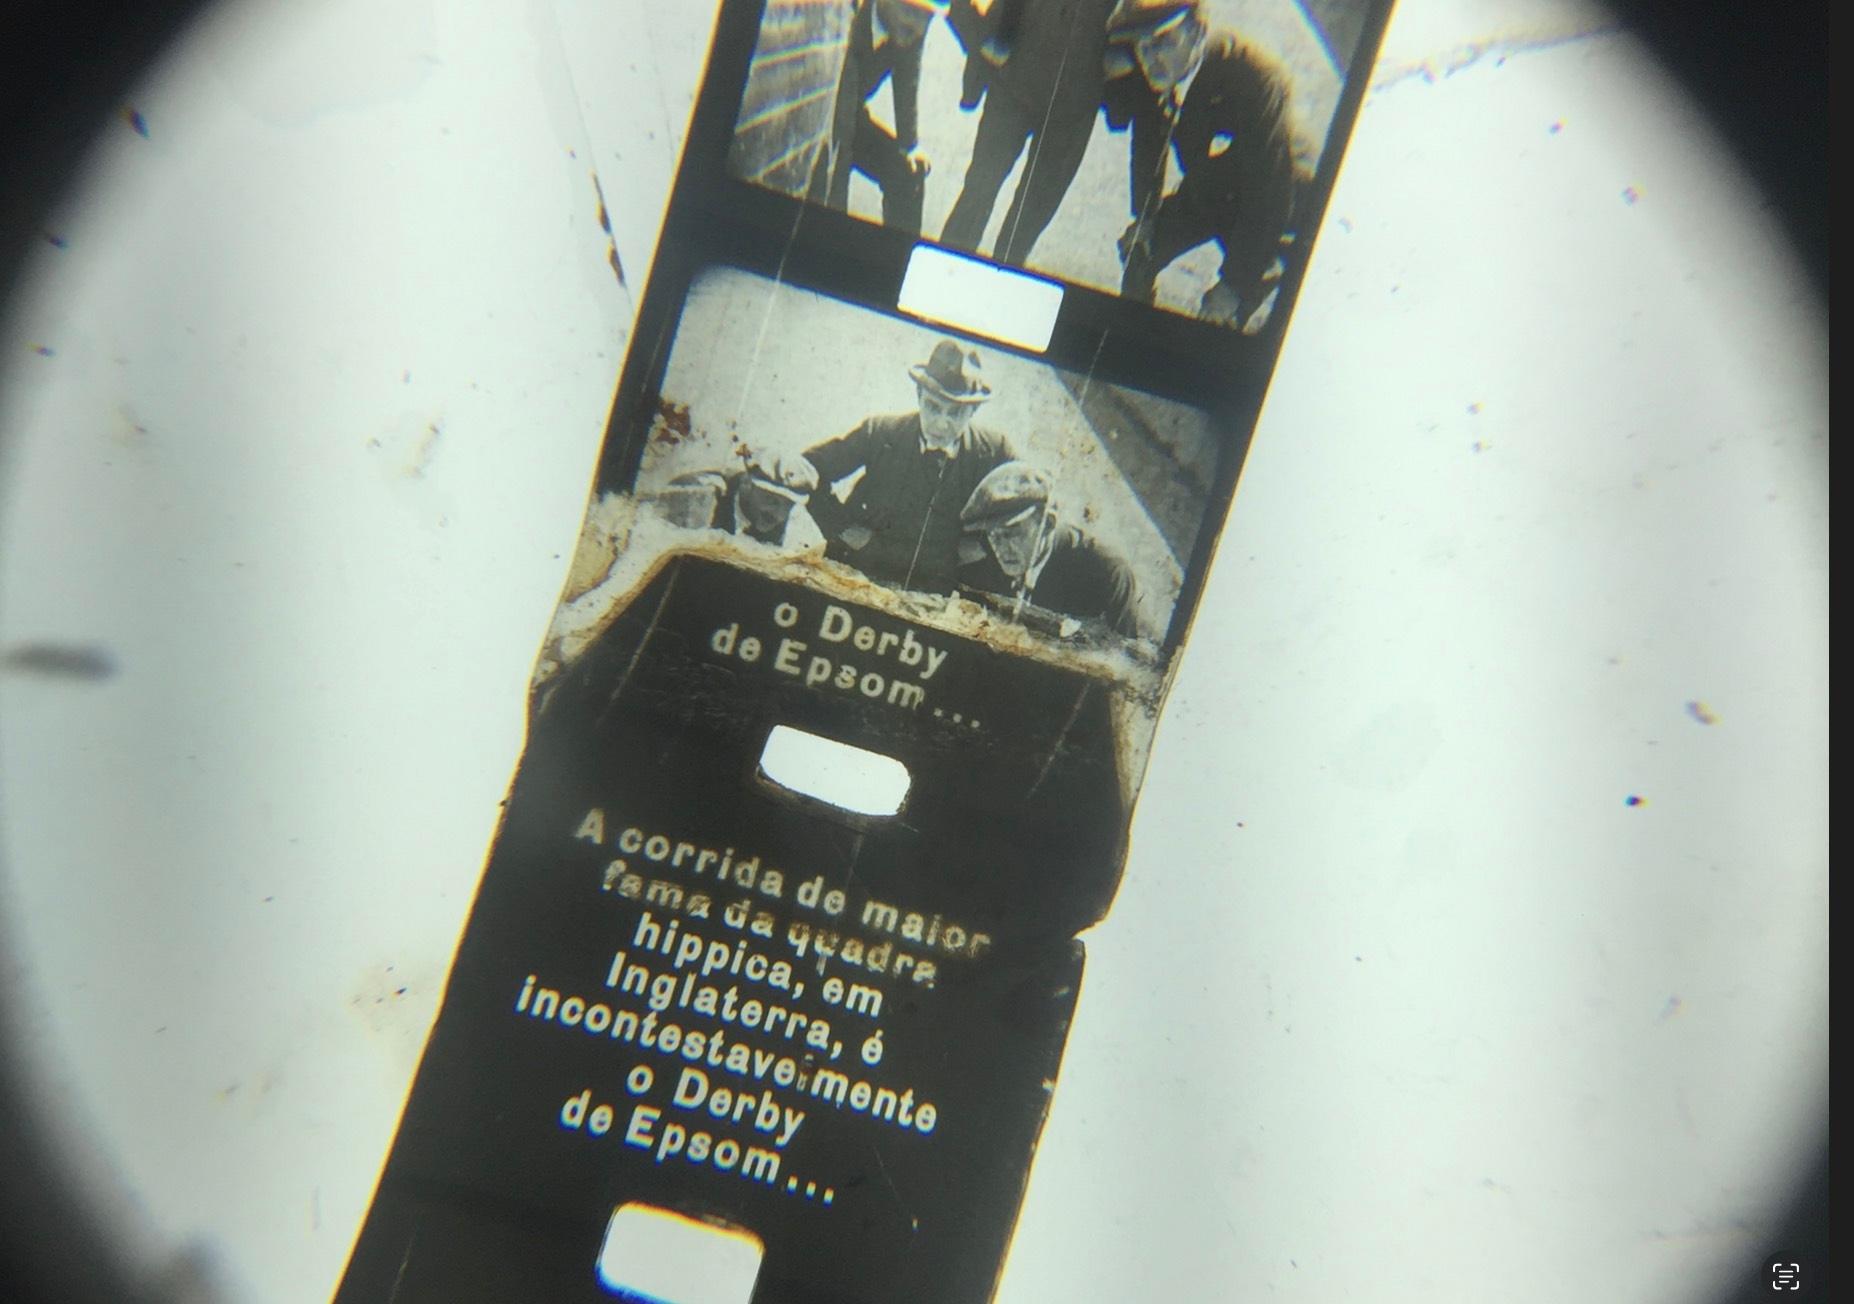 o Derby
de Epsom...
A corrida de maior
fama da quadra
hippica, em
Inglaterra, é
incontestavelmente
o Derby
de Epsom...